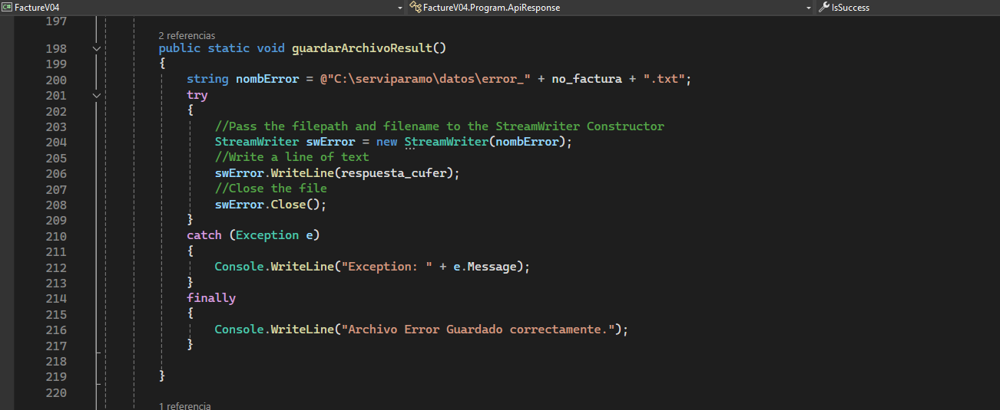 FactureV04 FactureV04.Program.ApiResponse IsSuccess
197
2 referencias
198 public static void guardarArchivoResult()
199 {
200 string nombError = @"C:\serviparamo\datos\error_" + no_factura + ".txt";
201 try
202 {
203 //Pass the filepath and filename to the StreamWriter Constructor
204 StreamWriter swError = new StreamWriter(nombError);
205 //Write a line of text
206 swError.WriteLine(respuesta_cufer);
207 //Close the file
208 swError.Close();
209 }
210 catch (Exception e)
211 {
212 Console.WriteLine("Exception: " + e.Message);
213 }
214 finally
215 {
216 Console.WriteLine("Archivo Error Guardado correctamente.");
217 }
218
219 }
220
1 referencia